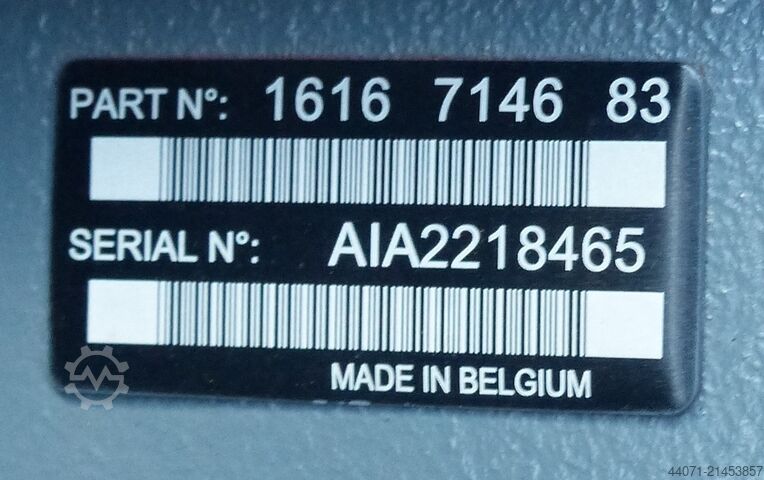 PART N°: 1616 7146 83
SERIAL N°: AIA2218465
MADE IN BELGIUM
44071-21453857